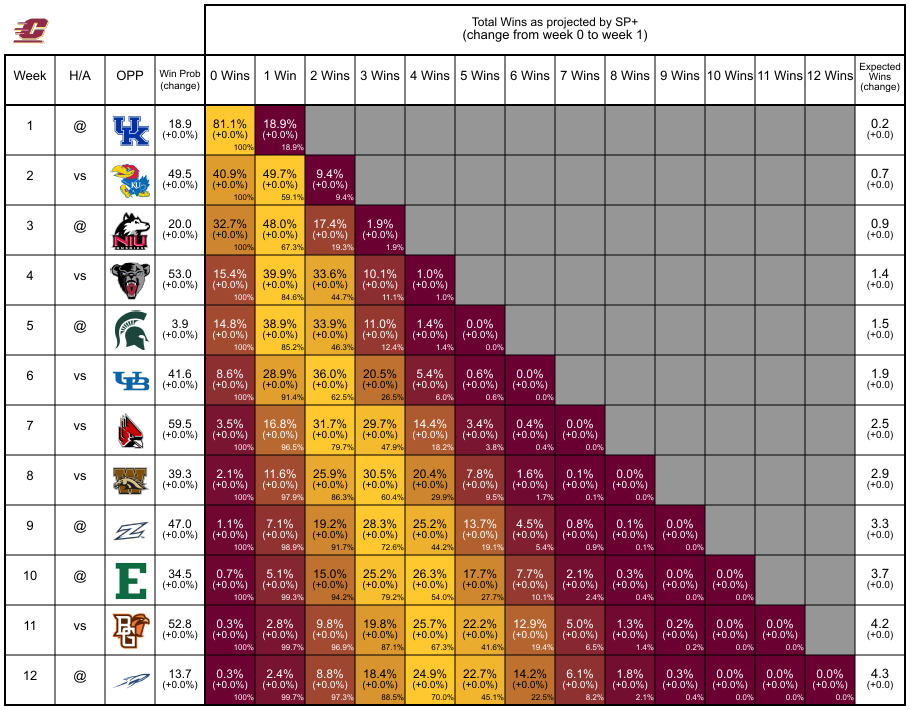 C
Total Wins as projected by SP+
(change from week 0 to week 1)
Week H/A OPP Win Prob (change) 0 Wins 1 Win 2 Wins 3 Wins 4 Wins 5 Wins 6 Wins 7 Wins 8 Wins 9 Wins 10 Wins 11 Wins 12 Wins Expected Wins (change)
1 @ UK 18.9 81.1% 18.9% 0.2
(+0.0%) (+0.0%) (+0.0%) (+0.0)
100% 18.9%
2 vs KU 49.5 40.9% 49.7% 9.4% 0.7
(+0.0%) (+0.0%) (+0.0%) (+0.0%) (+0.0)
100% 59.1% 9.4%
3 @ NIU HUSKIES 20.0 32.7% 48.0% 17.4% 1.9% 0.9
(+0.0%) (+0.0%) (+0.0%) (+0.0%) (+0.0%) (+0.0)
100% 67.3% 19.3% 1.9%
4 vs 53.0 15.4% 39.9% 33.6% 10.1% 1.0% 1.4
(+0.0%) (+0.0%) (+0.0%) (+0.0%) (+0.0%) (+0.0%) (+0.0)
100% 84.6% 44.7% 11.1% 1.0%
5 @ 3.9 14.8% 38.9% 33.9% 11.0% 1.4% 0.0% 1.5
(+0.0%) (+0.0%) (+0.0%) (+0.0%) (+0.0%) (+0.0%) (+0.0%) (+0.0)
100% 85.2% 46.3% 12.4% 1.4% 0.0%
6 vs UB 41.6 8.6% 28.9% 36.0% 20.5% 5.4% 0.6% 0.0% 1.9
(+0.0%) (+0.0%) (+0.0%) (+0.0%) (+0.0%) (+0.0%) (+0.0%) (+0.0%) (+0.0)
100% 91.4% 62.5% 26.5% 6.0% 0.6% 0.0%
7 vs 59.5 3.5% 16.8% 31.7% 29.7% 14.4% 3.4% 0.4% 0.0% 2.5
(+0.0%) (+0.0%) (+0.0%) (+0.0%) (+0.0%) (+0.0%) (+0.0%) (+0.0%) (+0.0%) (+0.0)
100% 96.5% 79.7% 47.9% 18.2% 3.8% 0.4% 0.0%
8 vs W 39.3 2.1% 11.6% 25.9% 30.5% 20.4% 7.8% 1.6% 0.1% 0.0% 2.9
(+0.0%) (+0.0%) (+0.0%) (+0.0%) (+0.0%) (+0.0%) (+0.0%) (+0.0%) (+0.0%) (+0.0%) (+0.0)
100% 97.9% 86.3% 60.4% 29.9% 9.5% 1.7% 0.1% 0.0%
9 @ Z 47.0 1.1% 7.1% 19.2% 28.3% 25.2% 13.7% 4.5% 0.8% 0.1% 0.0% 3.3
(+0.0%) (+0.0%) (+0.0%) (+0.0%) (+0.0%) (+0.0%) (+0.0%) (+0.0%) (+0.0%) (+0.0%) (+0.0%) (+0.0)
100% 98.9% 91.7% 72.6% 44.2% 19.1% 5.4% 0.9% 0.1% 0.0%
10 @ E 34.5 0.7% 5.1% 15.0% 25.2% 26.3% 17.7% 7.7% 2.1% 0.3% 0.0% 0.0% 3.7
(+0.0%) (+0.0%) (+0.0%) (+0.0%) (+0.0%) (+0.0%) (+0.0%) (+0.0%) (+0.0%) (+0.0%) (+0.0%) (+0.0%) (+0.0)
100% 99.3% 94.2% 79.2% 54.0% 27.7% 10.1% 2.4% 0.4% 0.0% 0.0%
11 vs BG 52.8 0.3% 2.8% 9.8% 19.8% 25.7% 22.2% 12.9% 5.0% 1.3% 0.2% 0.0% 0.0% 4.2
(+0.0%) (+0.0%) (+0.0%) (+0.0%) (+0.0%) (+0.0%) (+0.0%) (+0.0%) (+0.0%) (+0.0%) (+0.0%) (+0.0%) (+0.0%) (+0.0)
100% 99.7% 96.9% 87.1% 67.3% 41.6% 19.4% 6.5% 1.4% 0.2% 0.0% 0.0%
12 @ 13.7 0.3% 2.4% 8.8% 18.4% 24.9% 22.7% 14.2% 6.1% 1.8% 0.3% 0.0% 0.0% 0.0% 4.3
(+0.0%) (+0.0%) (+0.0%) (+0.0%) (+0.0%) (+0.0%) (+0.0%) (+0.0%) (+0.0%) (+0.0%) (+0.0%) (+0.0%) (+0.0%) (+0.0%) (+0.0)
100% 99.7% 97.3% 88.5% 70.0% 45.1% 22.5% 8.2% 2.1% 0.4% 0.0% 0.0% 0.0%